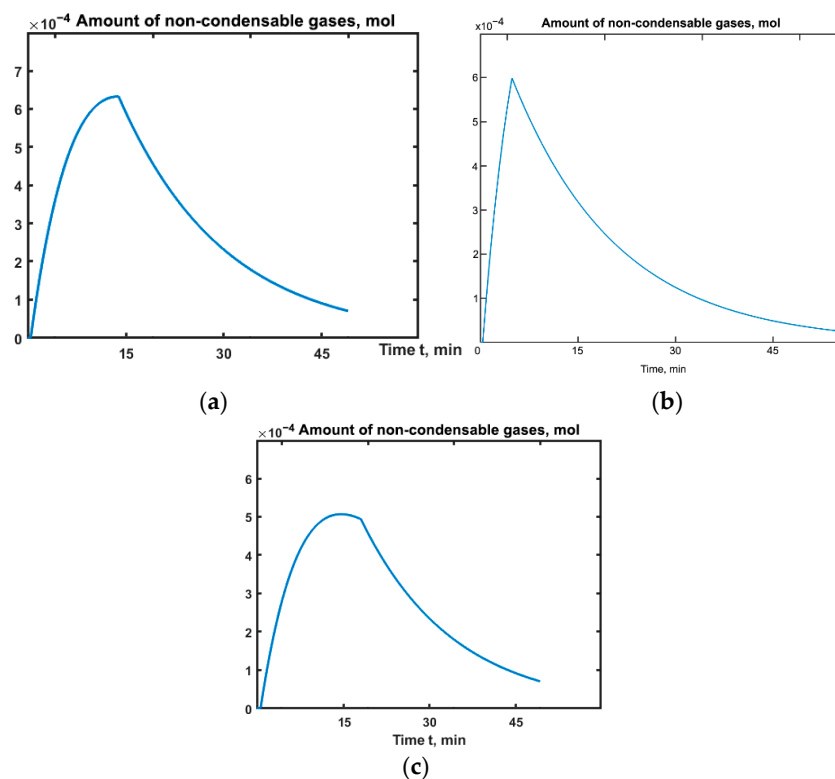 ×10⁻⁴ Amount of non-condensable gases, mol
7
6
5
4
3
2
1
0
15 30 45
Time t, min
(a)
Amount of non-condensable gases, mol
x10⁻⁴
6
5
4
3
2
1
0 15 30 45
Time, min
(b)
×10⁻⁴ Amount of non-condensable gases, mol
6
5
4
3
2
1
0
15 30 45
Time t, min
(c)